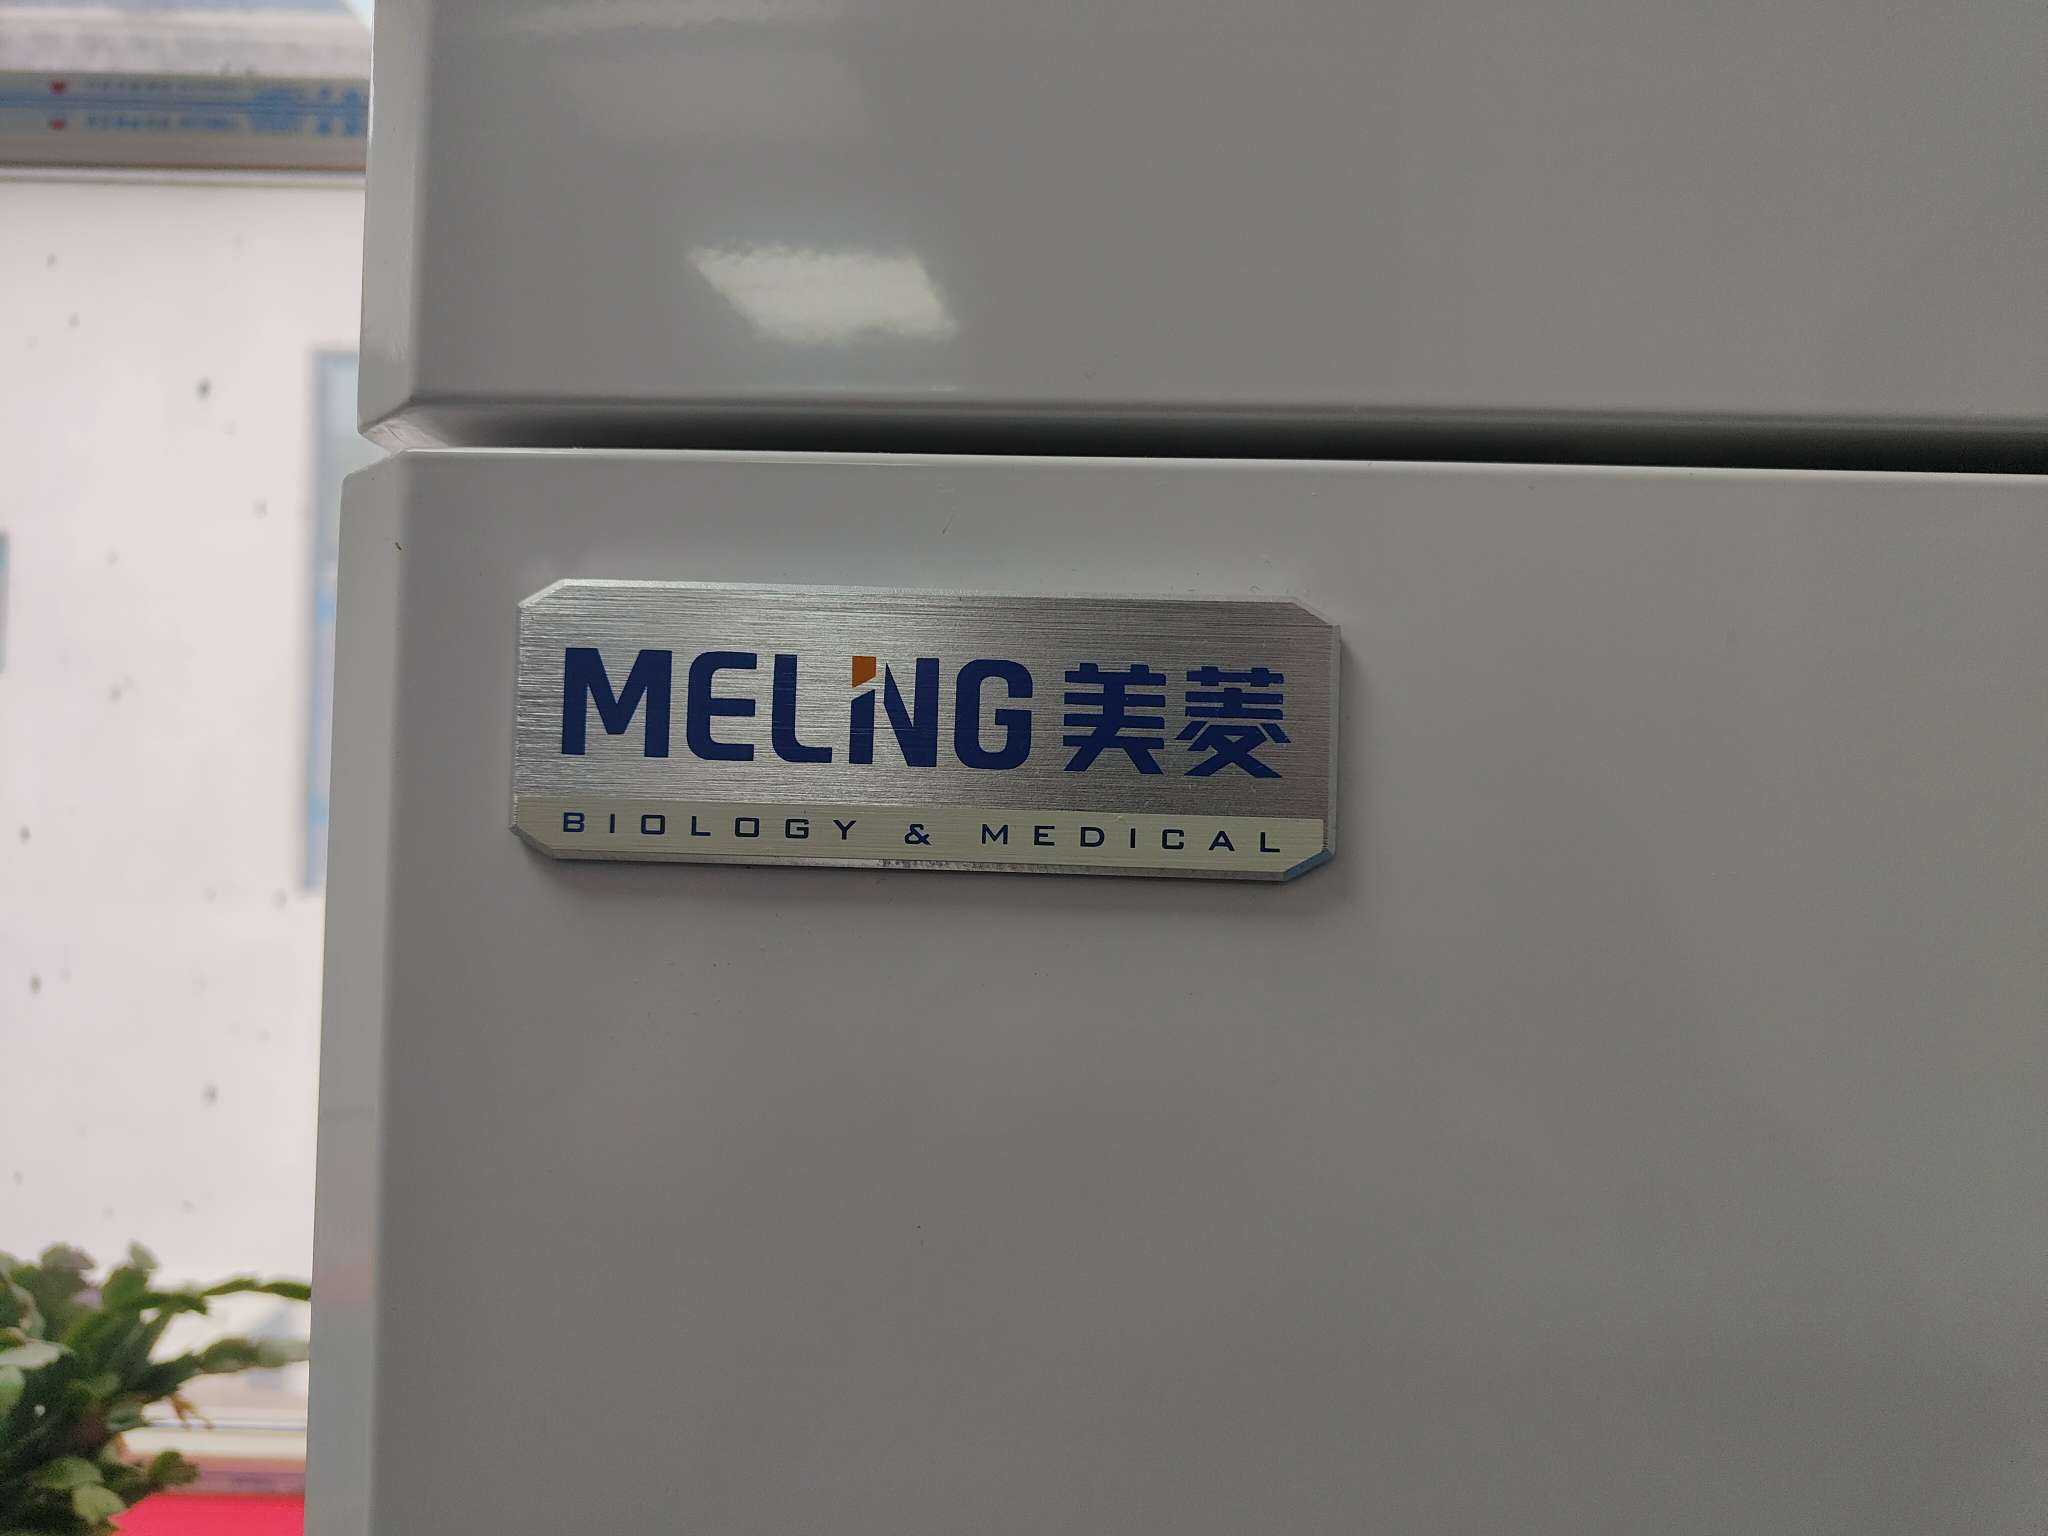 MELING 美菱
BIOLOGY & MEDICAL